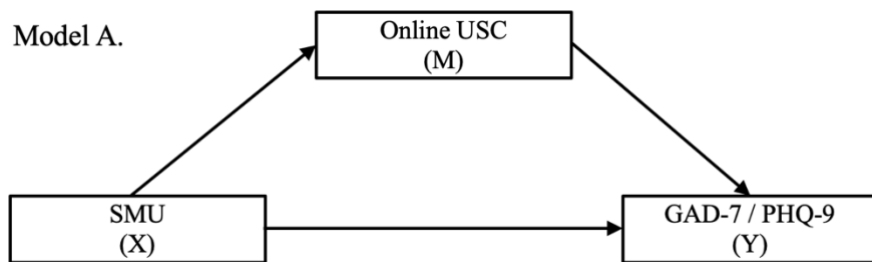 Model A.
Online USC
(M)
SMU
(X)
GAD-7 / PHQ-9
(Y)